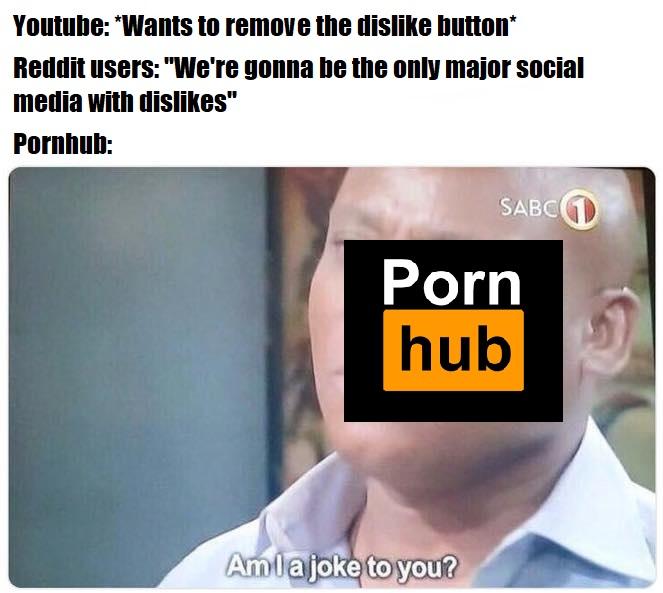 Youtube: *Wants to remove the dislike button*
Reddit users: "We're gonna be the only major social
media with dislikes"
Pornhub:
SABC 1
Porn
hub
Am I a joke to you?